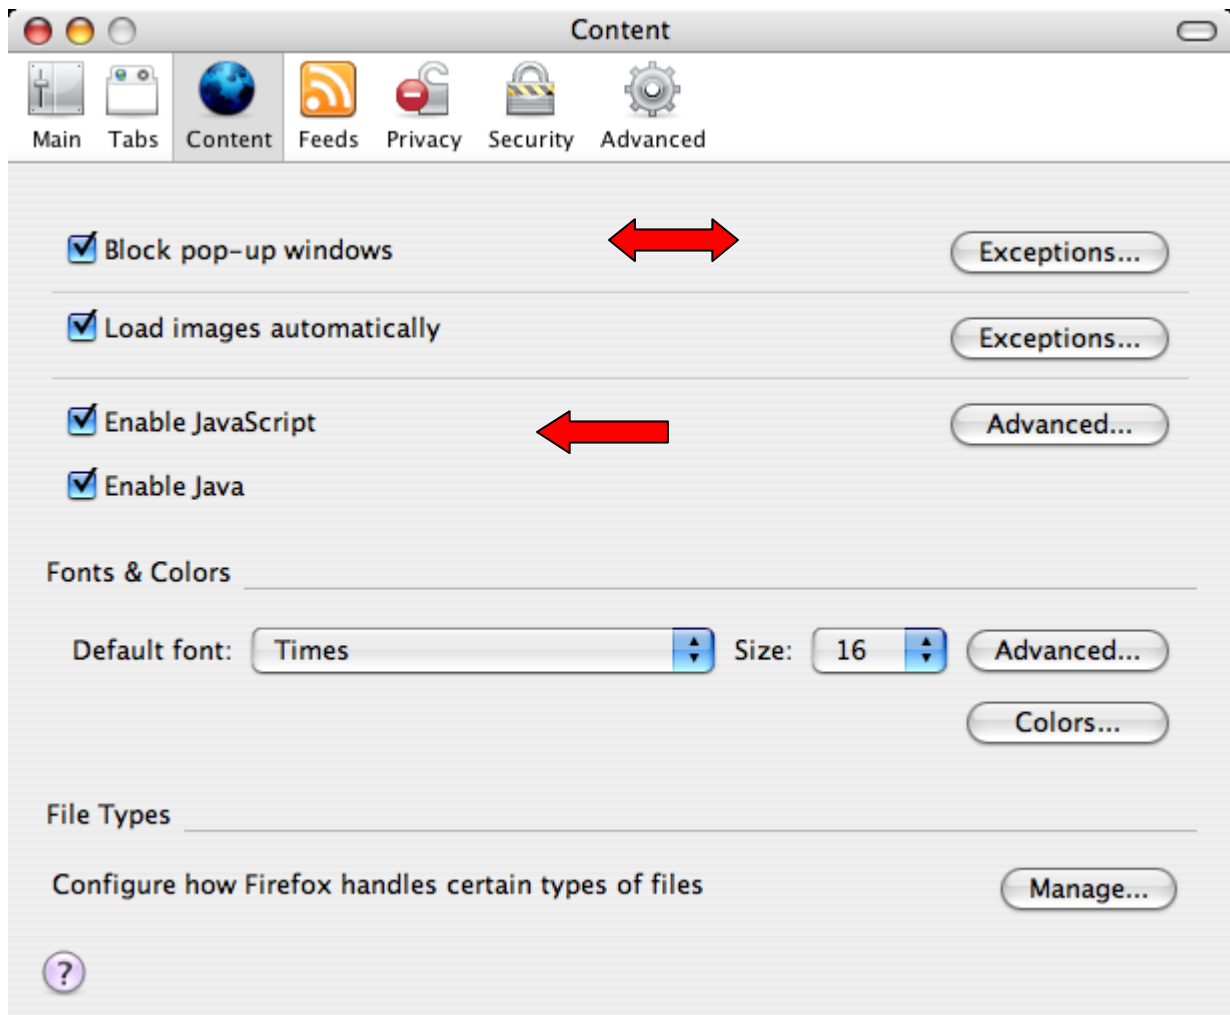 Content
Main Tabs Content Feeds Privacy Security Advanced
Block pop-up windows Exceptions...
Load images automatically Exceptions...
Enable JavaScript Advanced...
Enable Java
Fonts & Colors
Default font: Times Size: 16 Advanced...
Colors...
File Types
Configure how Firefox handles certain types of files Manage...
?